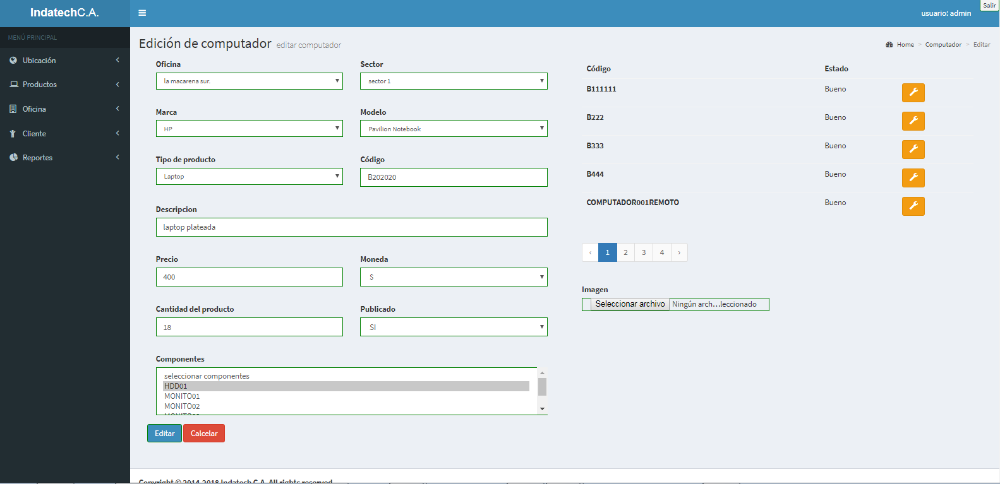 IndatechC.A.
usuario: admin
Salir
MENÚ PRINCIPAL
Ubicación
Productos
Oficina
Cliente
Reportes
Edición de computador editar computador
Home > Computador > Editar
Oficina
Sector
la macarena sur.
sector 1
Marca
Modelo
HP
Pavilion Notebook
Tipo de producto
Código
Laptop
B202020
Descripcion
laptop plateada
Precio
Moneda
400
$
Cantidad del producto
Publicado
18
SI
Componentes
seleccionar componentes
HDD01
MONITO01
MONITO02
Editar
Calcelar
Código
Estado
B111111
Bueno
B222
Bueno
B333
Bueno
B444
Bueno
COMPUTADOR001REMOTO
Bueno
‹ 1 2 3 4 ›
Imagen
Seleccionar archivo Ningún arch…leccionado
Copyright © 2014-2018 Indatech C.A. All rights reserved